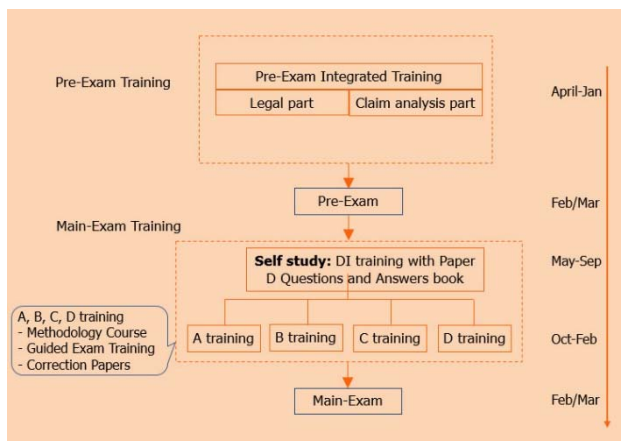 Pre-Exam Training
Pre-Exam Integrated Training
Legal part
Claim analysis part
April-Jan
Pre-Exam
Feb/Mar
Main-Exam Training
Self study: DI training with Paper
D Questions and Answers book
May-Sep
A, B, C, D training
- Methodology Course
- Guided Exam Training
- Correction Papers
A training
B training
C training
D training
Oct-Feb
Main-Exam
Feb/Mar